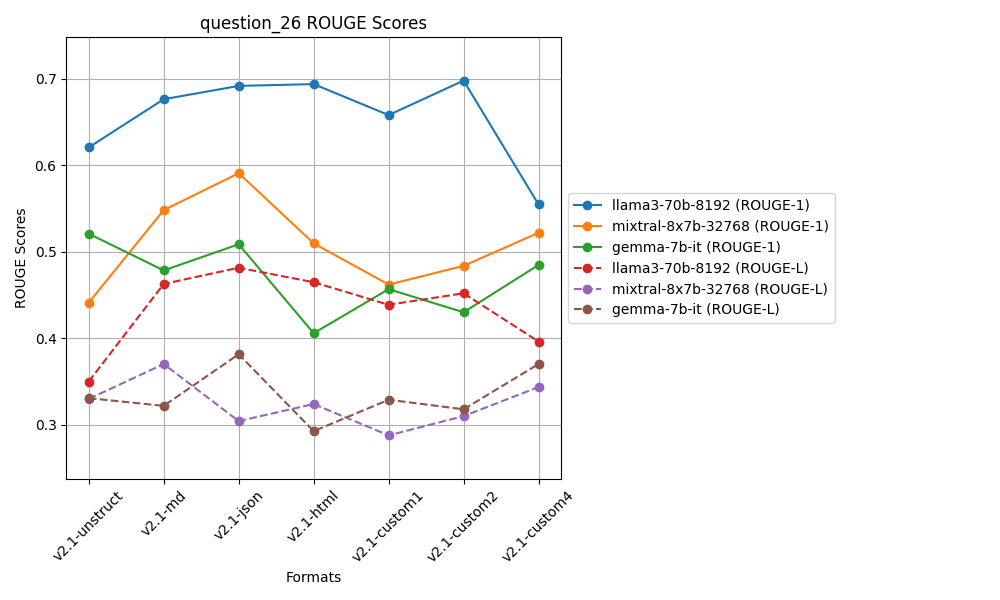 question_26 ROUGE Scores
ROUGE Scores
0.7
0.6
0.5
0.4
0.3
v2.1-unstruct
v2.1-md
v2.1-json
v2.1-html
v2.1-custom1
v2.1-custom2
v2.1-custom4
Formats
llama3-70b-8192 (ROUGE-1)
mixtral-8x7b-32768 (ROUGE-1)
gemma-7b-it (ROUGE-1)
llama3-70b-8192 (ROUGE-L)
mixtral-8x7b-32768 (ROUGE-L)
gemma-7b-it (ROUGE-L)